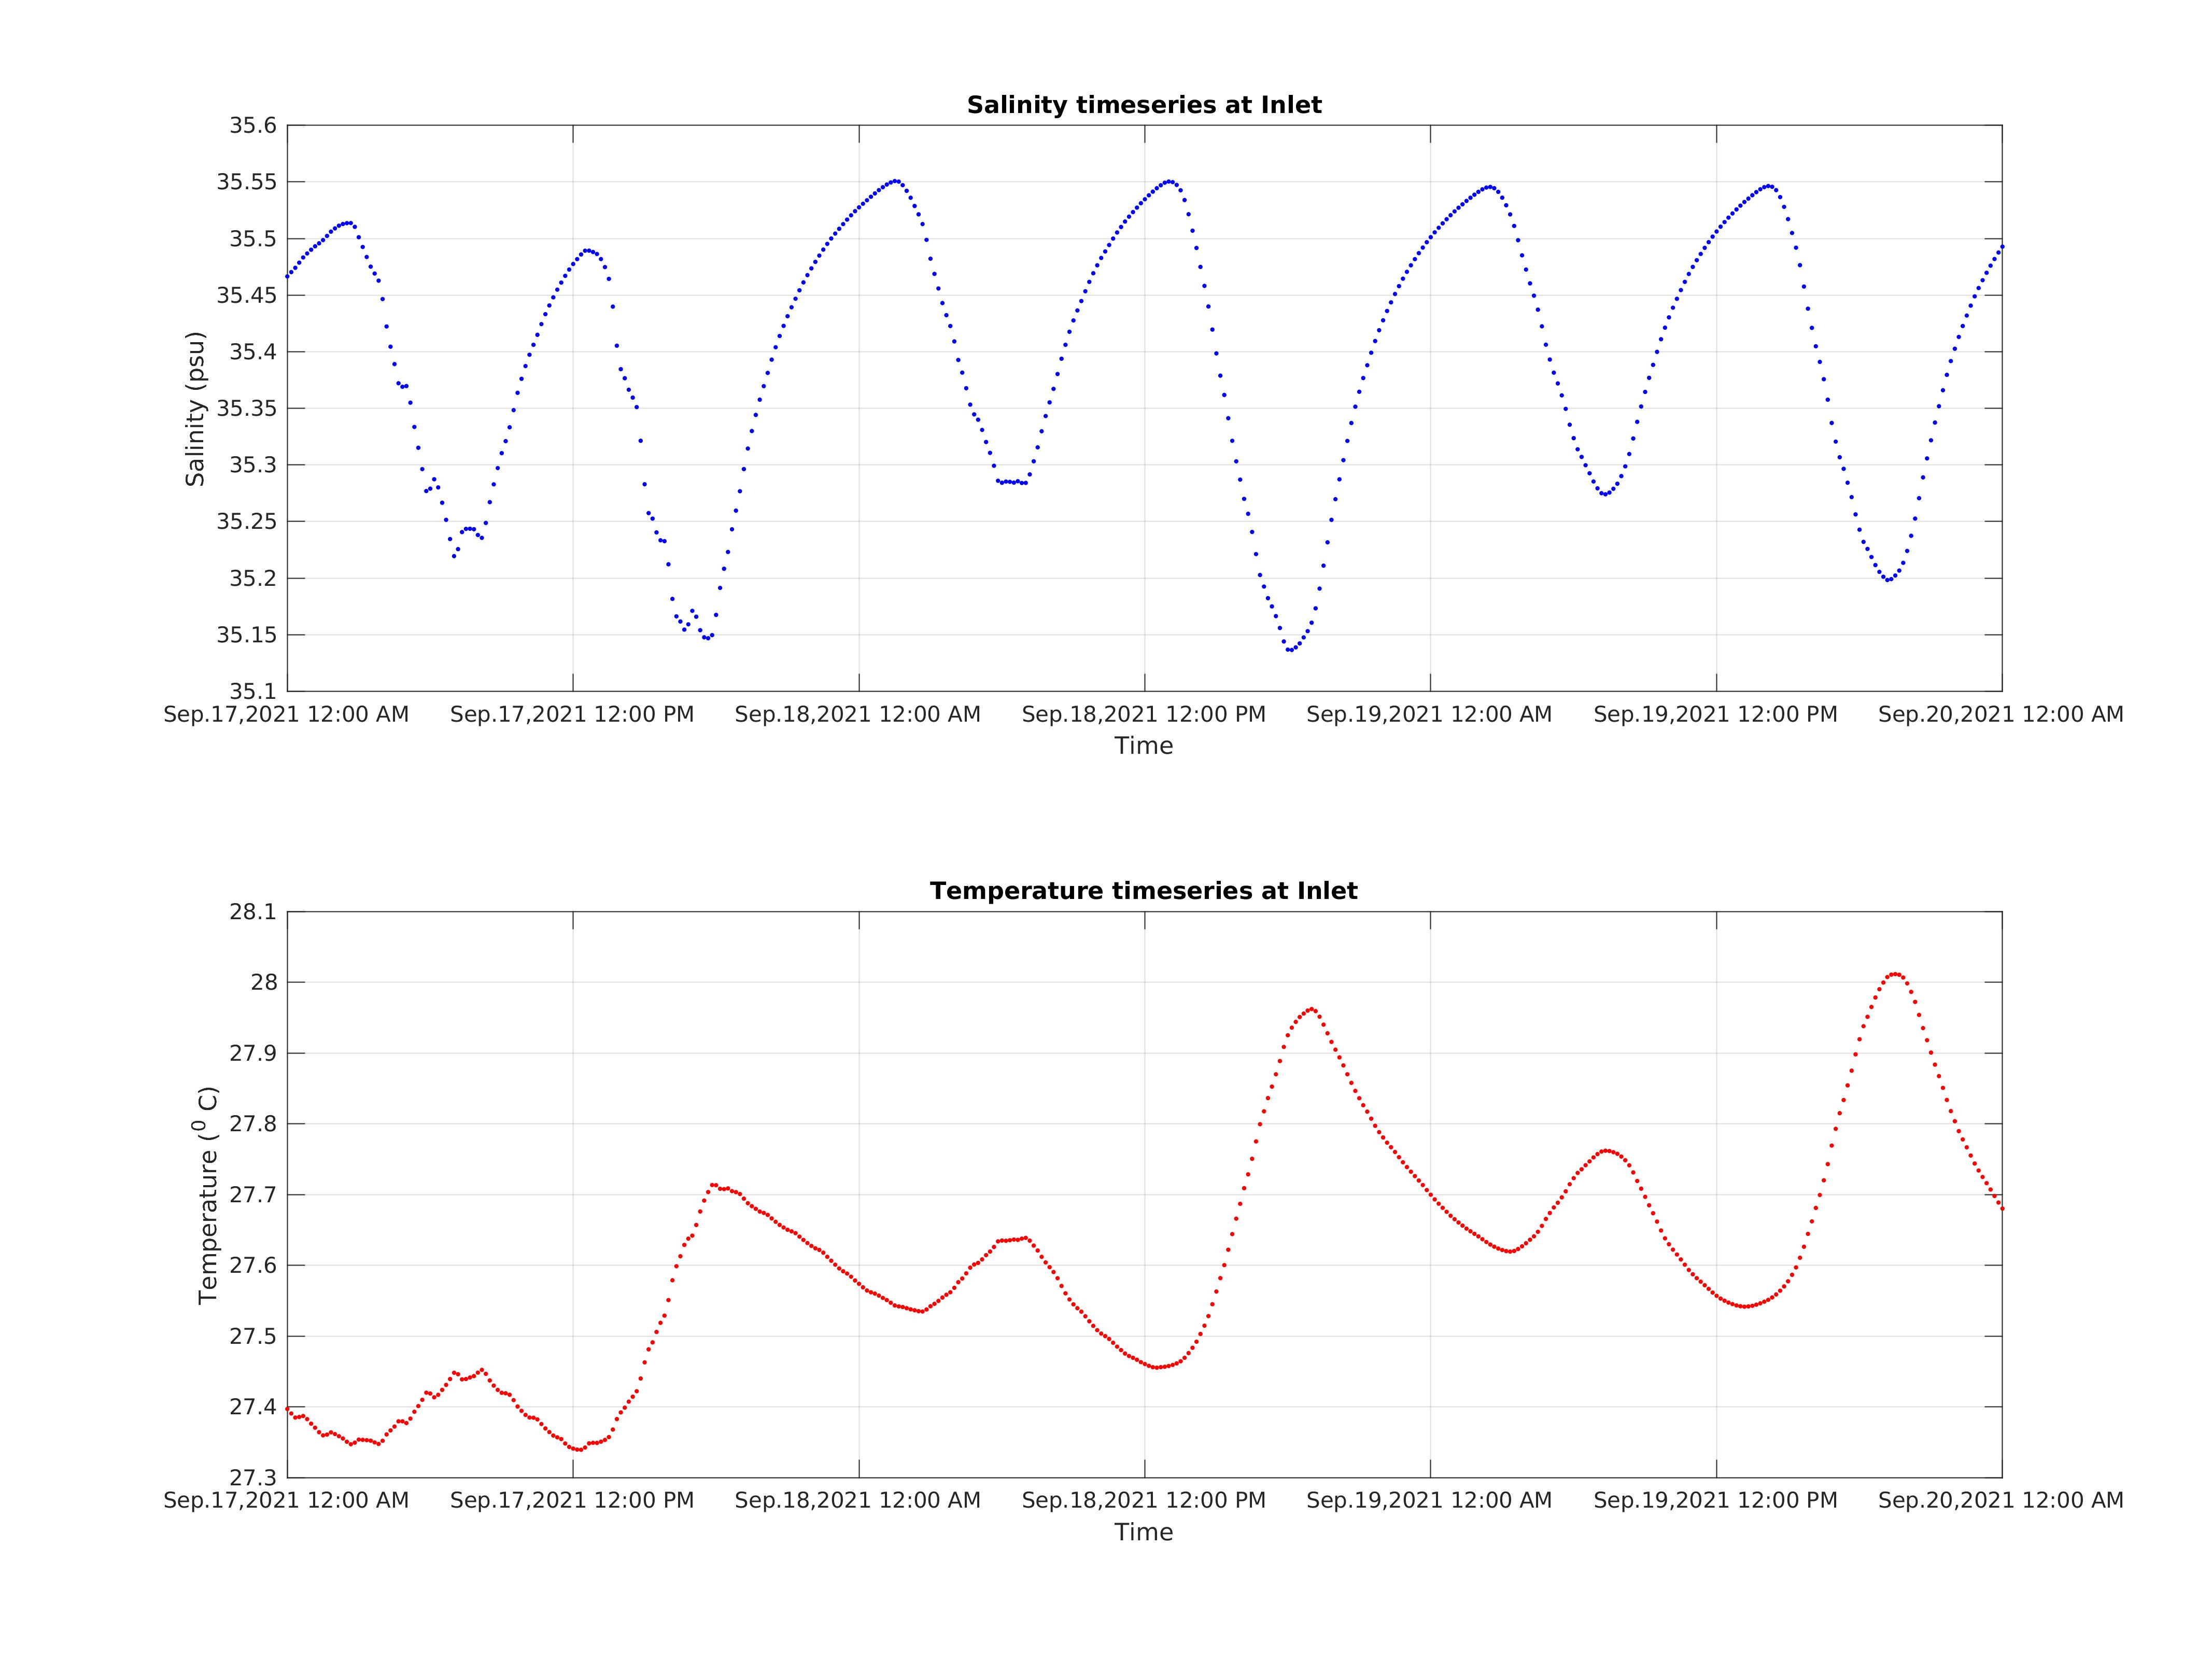 Salinity timeseries at Inlet
35.6
35.55
35.5
35.45
35.4
35.35
35.3
35.25
35.2
35.15
35.1
Salinity (psu)
Sep.17,2021 12:00 AM Sep.17,2021 12:00 PM Sep.18,2021 12:00 AM Sep.18,2021 12:00 PM Sep.19,2021 12:00 AM Sep.19,2021 12:00 PM Sep.20,2021 12:00 AM
Time
Temperature timeseries at Inlet
28.1
28
27.9
27.8
27.7
27.6
27.5
27.4
27.3
Temperature (⁰ C)
Sep.17,2021 12:00 AM Sep.17,2021 12:00 PM Sep.18,2021 12:00 AM Sep.18,2021 12:00 PM Sep.19,2021 12:00 AM Sep.19,2021 12:00 PM Sep.20,2021 12:00 AM
Time